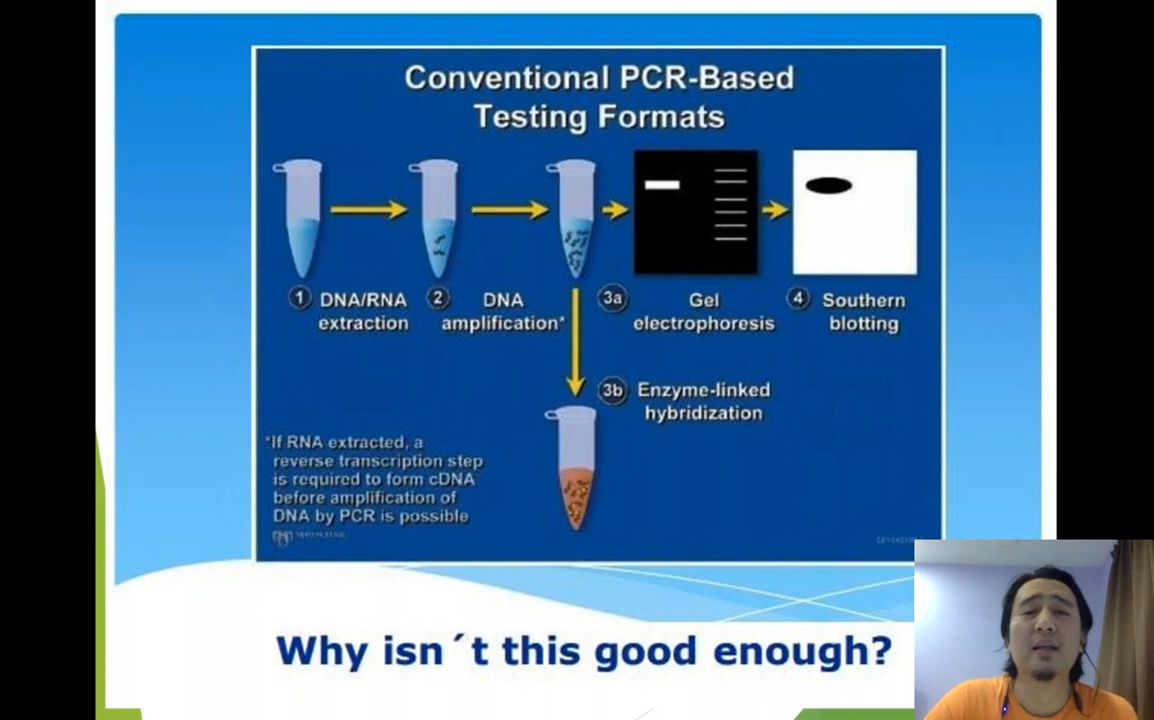 Conventional PCR-Based
Testing Formats
1 DNA/RNA
extraction
2 DNA
amplification*
3a Gel
electrophoresis
4 Southern
blotting
3b Enzyme-linked
hybridization
*If RNA extracted, a
reverse transcription step
is required to form cDNA
before amplification of
DNA by PCR is possible
Why isn´t this good enough?